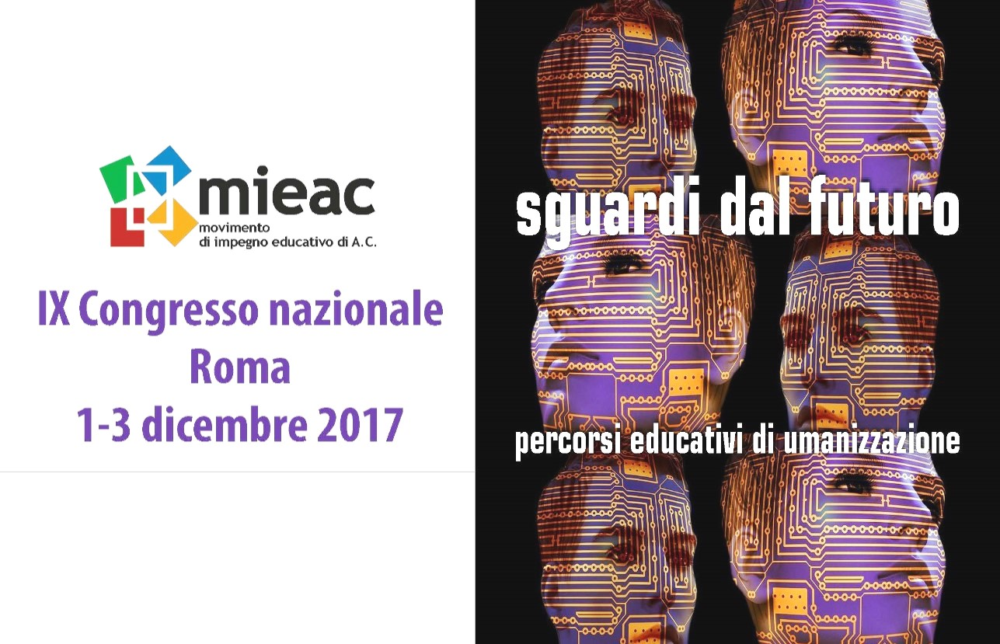 mieac
movimento
di impegno educativo di A.C.
IX Congresso nazionale
Roma
1-3 dicembre 2017
sguardi dal futuro
percorsi educativi di umanizzazione